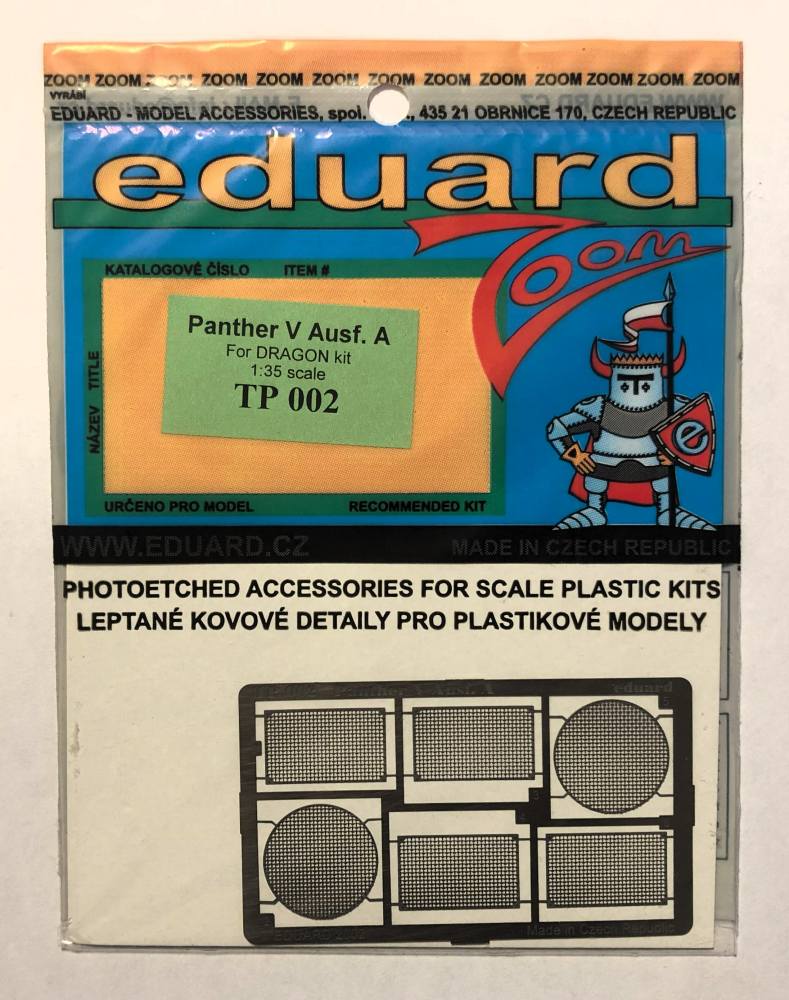 ZOOM ZOOM ZOOM ZOOM ZOOM ZOOM ZOOM ZOOM ZOOM ZOOM ZOOM ZOOM ZOOM
VYRÁBÍ
EDUARD - MODEL ACCESSORIES, spol. 435 21 OBRNICE 170, CZECH REPUBLIC
eduard
Zoom
KATALOGOVÉ ČÍSLO ITEM #
NÁZEV TITLE
Panther V Ausf. A
For DRAGON kit
1:35 scale
TP 002
e
URČENO PRO MODEL RECOMMENDED KIT
WWW.EDUARD.CZ MADE IN CZECH REPUBLIC
PHOTOETCHED ACCESSORIES FOR SCALE PLASTIC KITS
LEPTANÉ KOVOVÉ DETAILY PRO PLASTIKOVÉ MODELY
TP 002 Panther V Ausf. A eduard
Made in Czech Republic